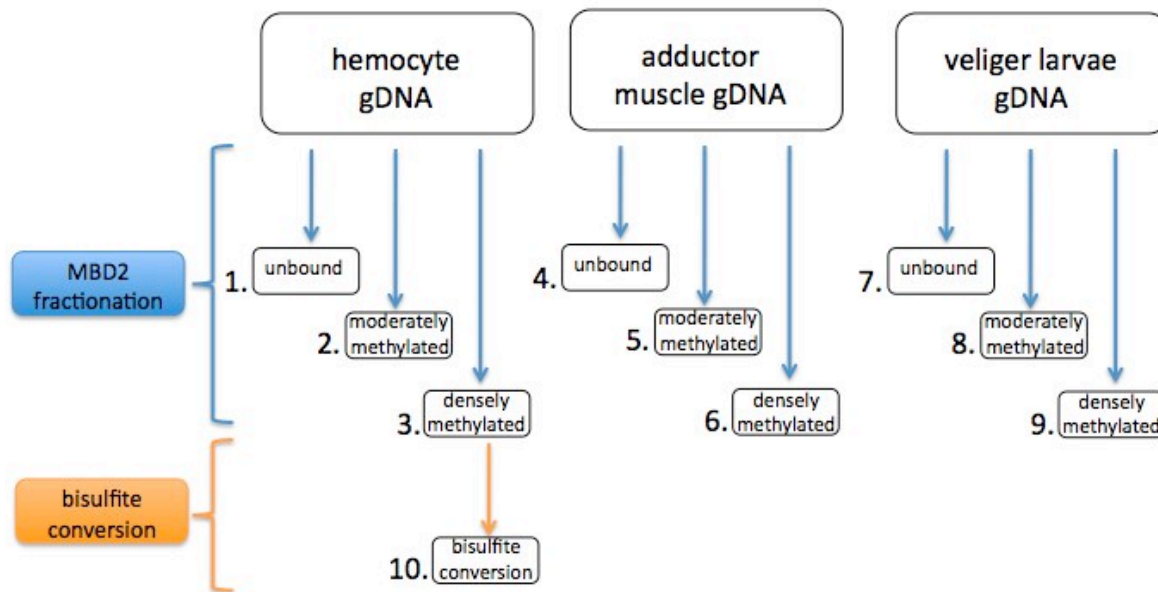 hemocyte
gDNA
adductor
muscle gDNA
veliger larvae
gDNA
MBD2
fractionation
1. unbound
2. moderately
methylated
3. densely
methylated
4. unbound
5. moderately
methylated
6. densely
methylated
7. unbound
8. moderately
methylated
9. densely
methylated
bisulfite
conversion
10. bisulfite
conversion